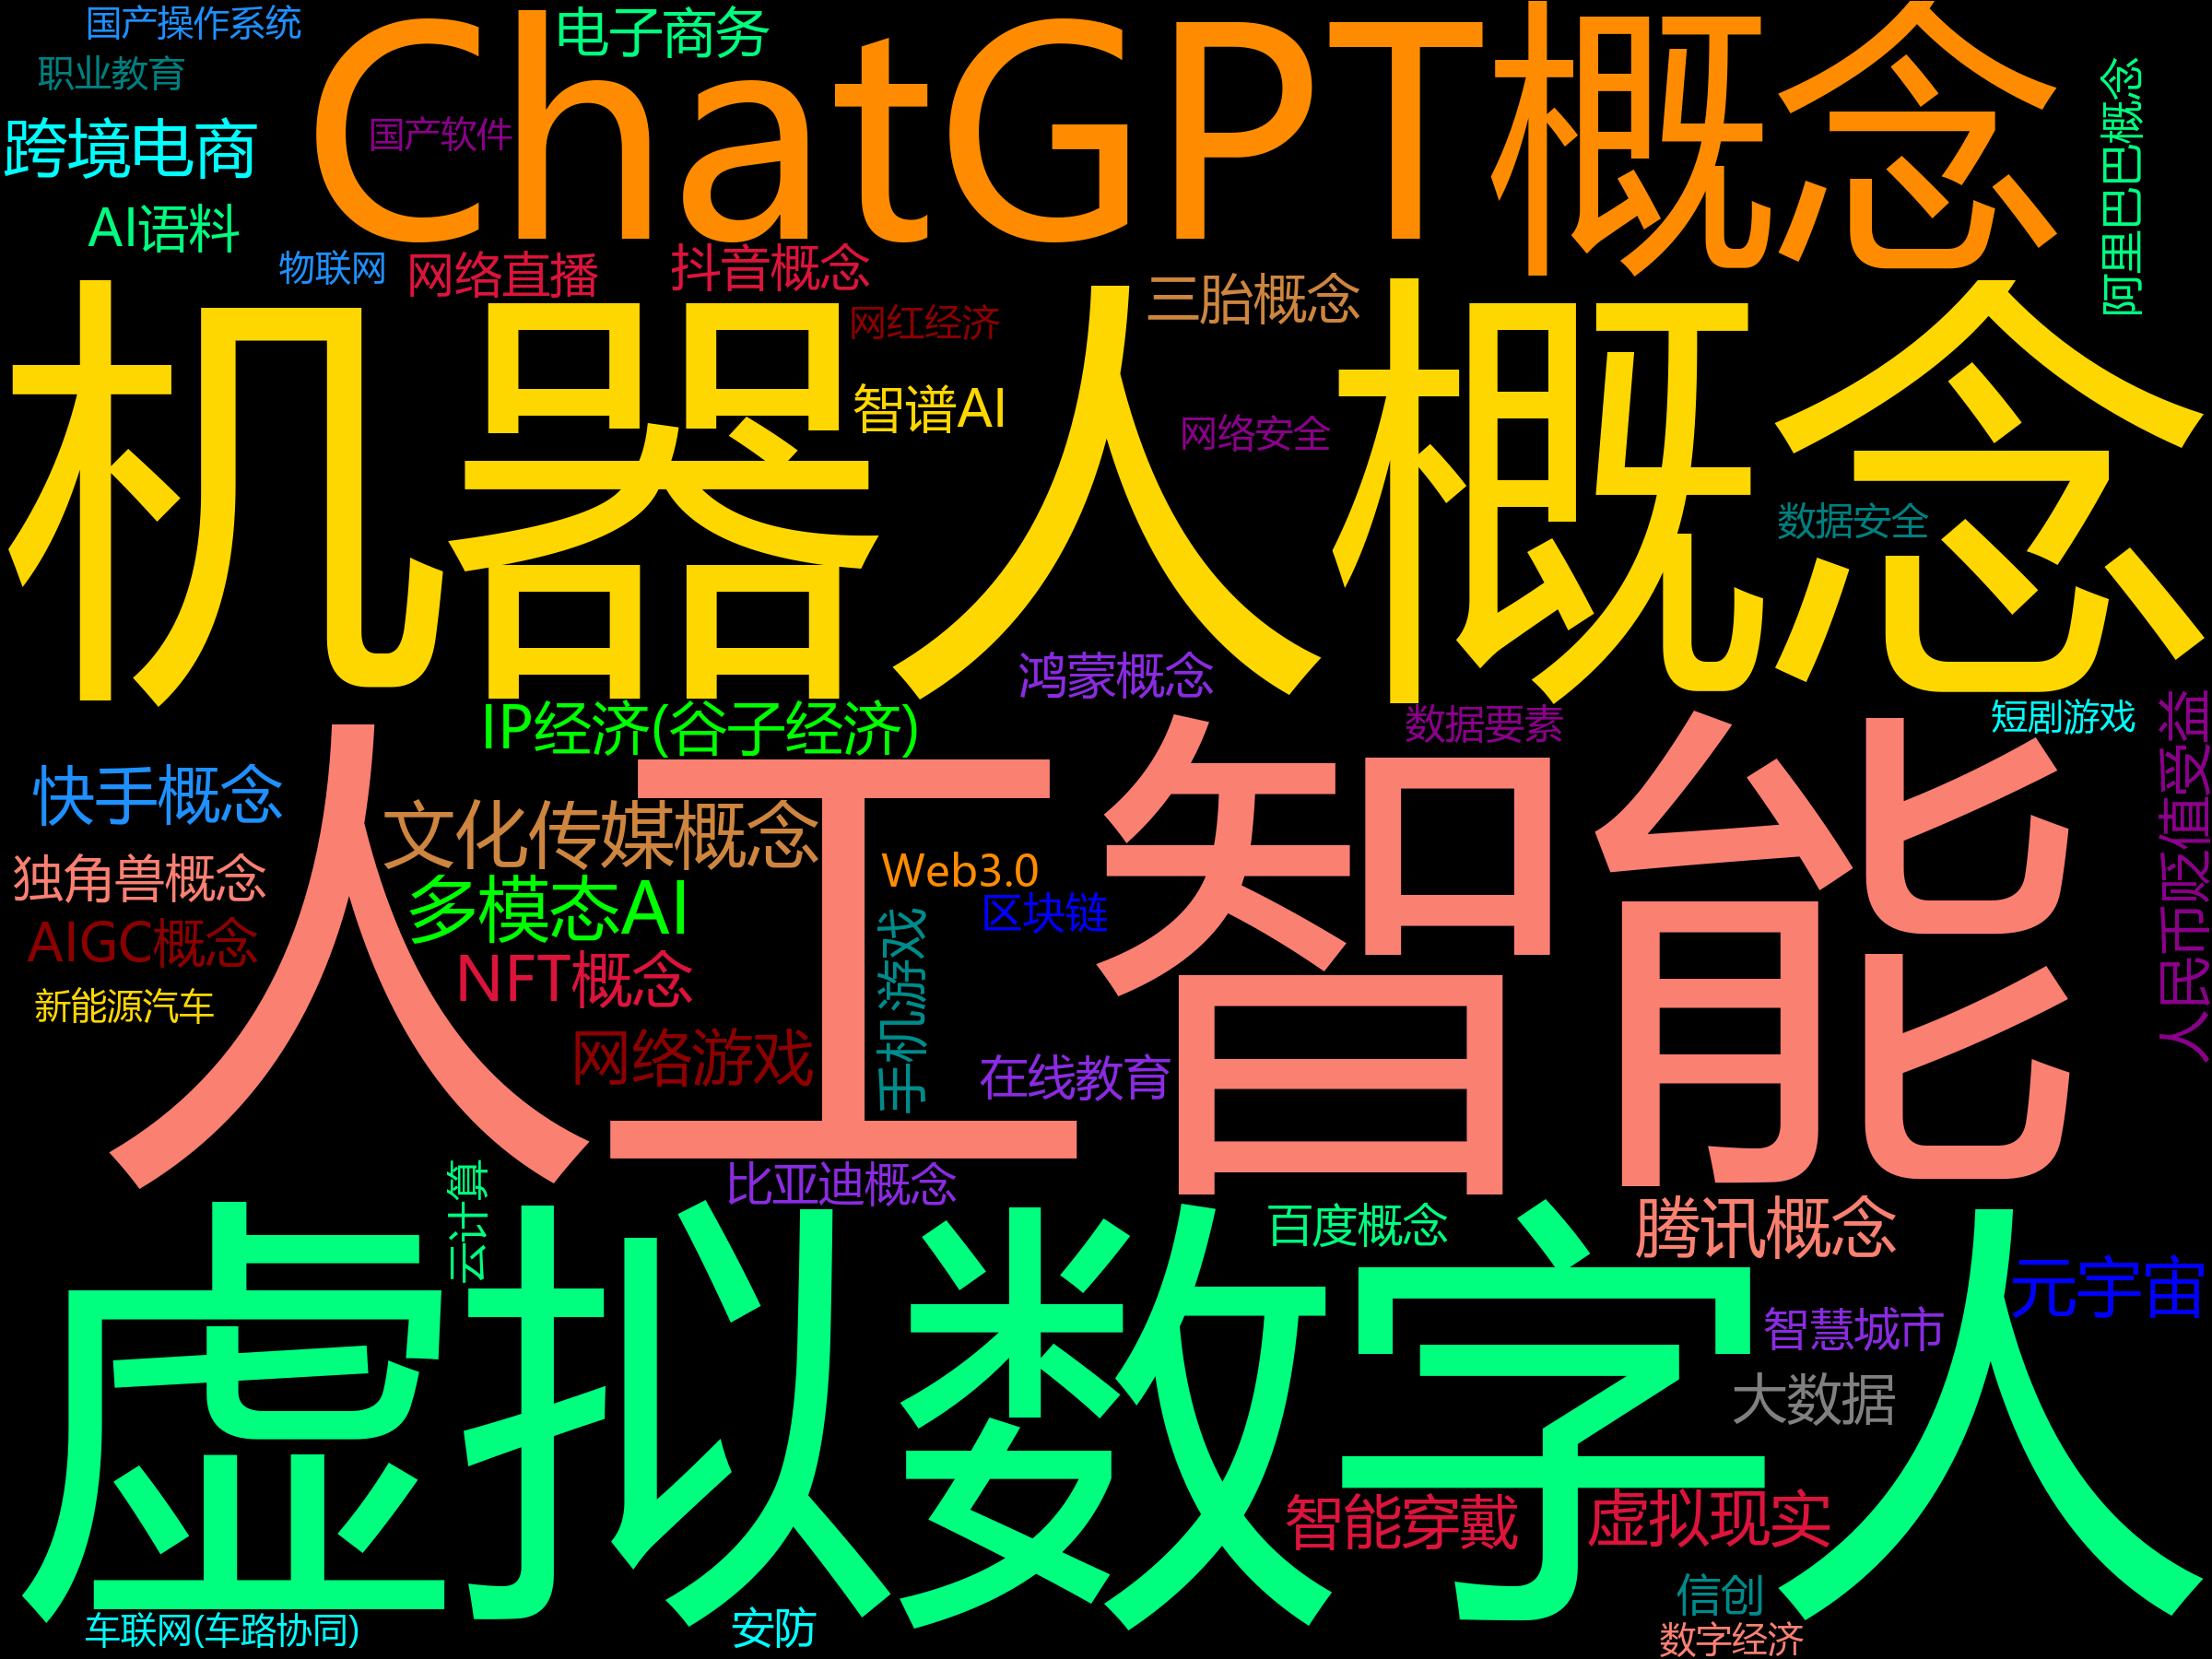 国产操作系统
电子商务
ChatGPT概念
职业教育
国产软件
跨境电商
阿里巴巴概念
AI语料
物联网
网络直播
抖音概念
三胎概念
网红经济
机器人概念
智谱AI
网络安全
数据安全
鸿蒙概念
IP经济(谷子经济)
数据要素
短剧游戏
人民币贬值受益
人工智能
快手概念
文化传媒概念
独角兽概念
Web3.0
多模态AI
区块链
AIGC概念
NFT概念
手机游戏
新能源汽车
网络游戏
在线教育
云计算
比亚迪概念
百度概念
腾讯概念
元宇宙
虚拟数字人
智慧城市
大数据
智能穿戴
虚拟现实
信创
车联网(车路协同)
安防
数字经济